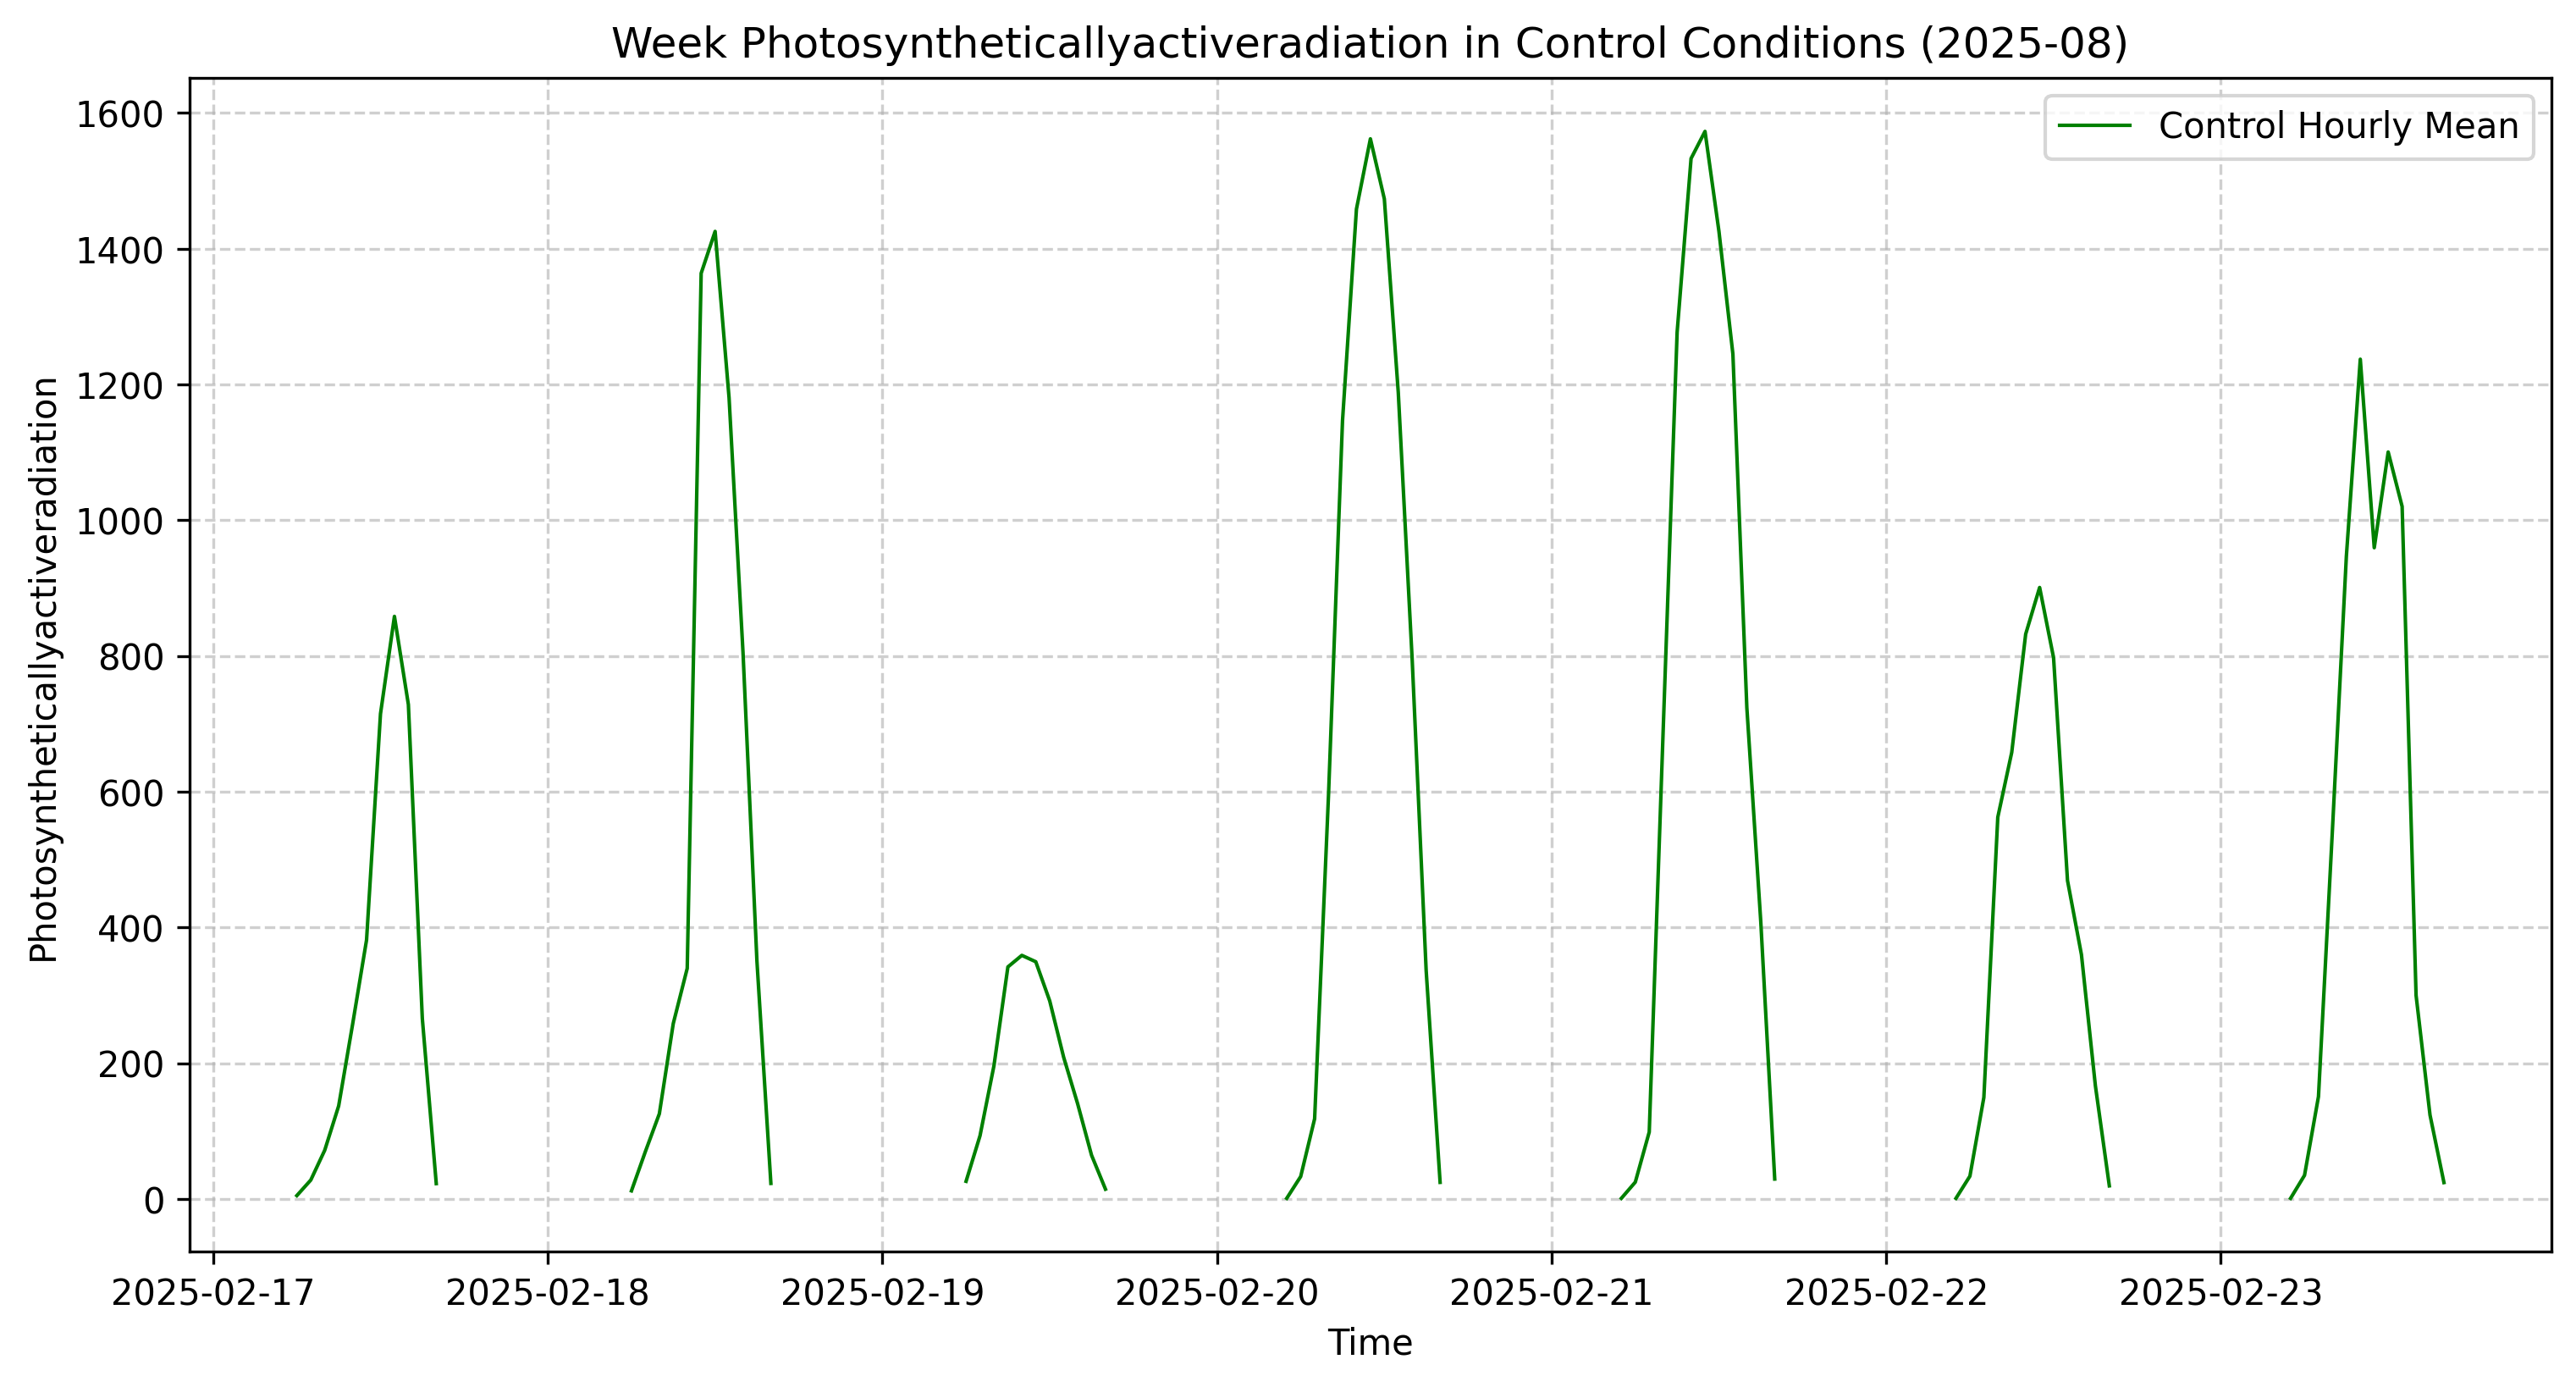 Week Photosyntheticallyactiveradiation in Control Conditions (2025-08)
Control Hourly Mean
Photosyntheticallyactiveradiation
1600
1400
1200
1000
800
600
400
200
0
2025-02-17 2025-02-18 2025-02-19 2025-02-20 2025-02-21 2025-02-22 2025-02-23
Time